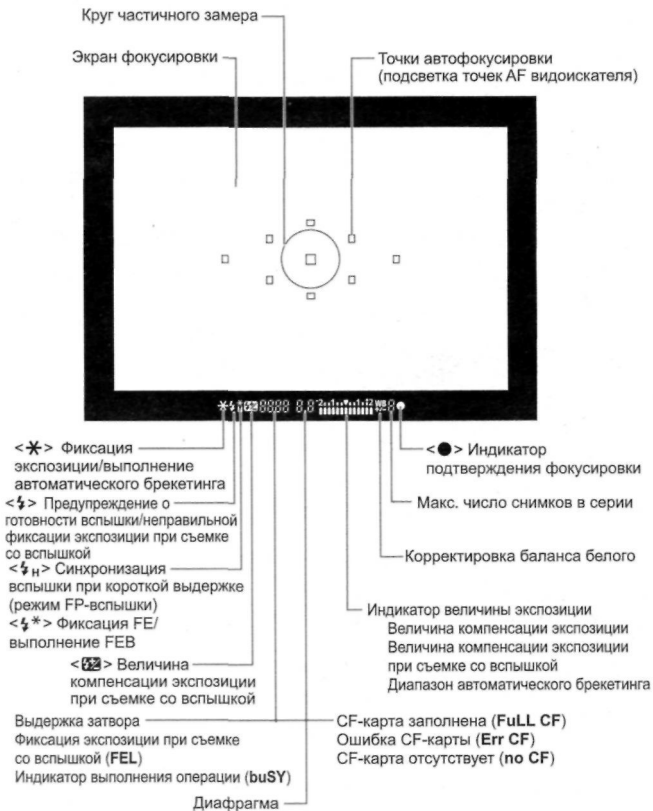 Круг частичного замера
Экран фокусировки
Точки автофокусировки
(подсветка точек AF видоискателя)
<✱> Фиксация
экспозиции/выполнение
автоматического брекетинга
<⚡> Предупреждение о
готовности вспышки/неправильной
фиксации экспозиции при съемке
со вспышкой
<⚡H> Синхронизация
вспышки при короткой выдержке
(режим FP-вспышки)
<⚡*> Фиксация FE/
выполнение FEB
<> Величина
компенсации экспозиции
при съемке со вспышкой
Выдержка затвора
Фиксация экспозиции при съемке
со вспышкой (FEL)
Индикатор выполнения операции (buSY)
Диафрагма
<●> Индикатор
подтверждения фокусировки
Макс. число снимков в серии
Корректировка баланса белого
Индикатор величины экспозиции
Величина компенсации экспозиции
Величина компенсации экспозиции
при съемке со вспышкой
Диапазон автоматического брекетинга
CF-карта заполнена (FuLL CF)
Ошибка CF-карты (Err CF)
CF-карта отсутствует (no CF)